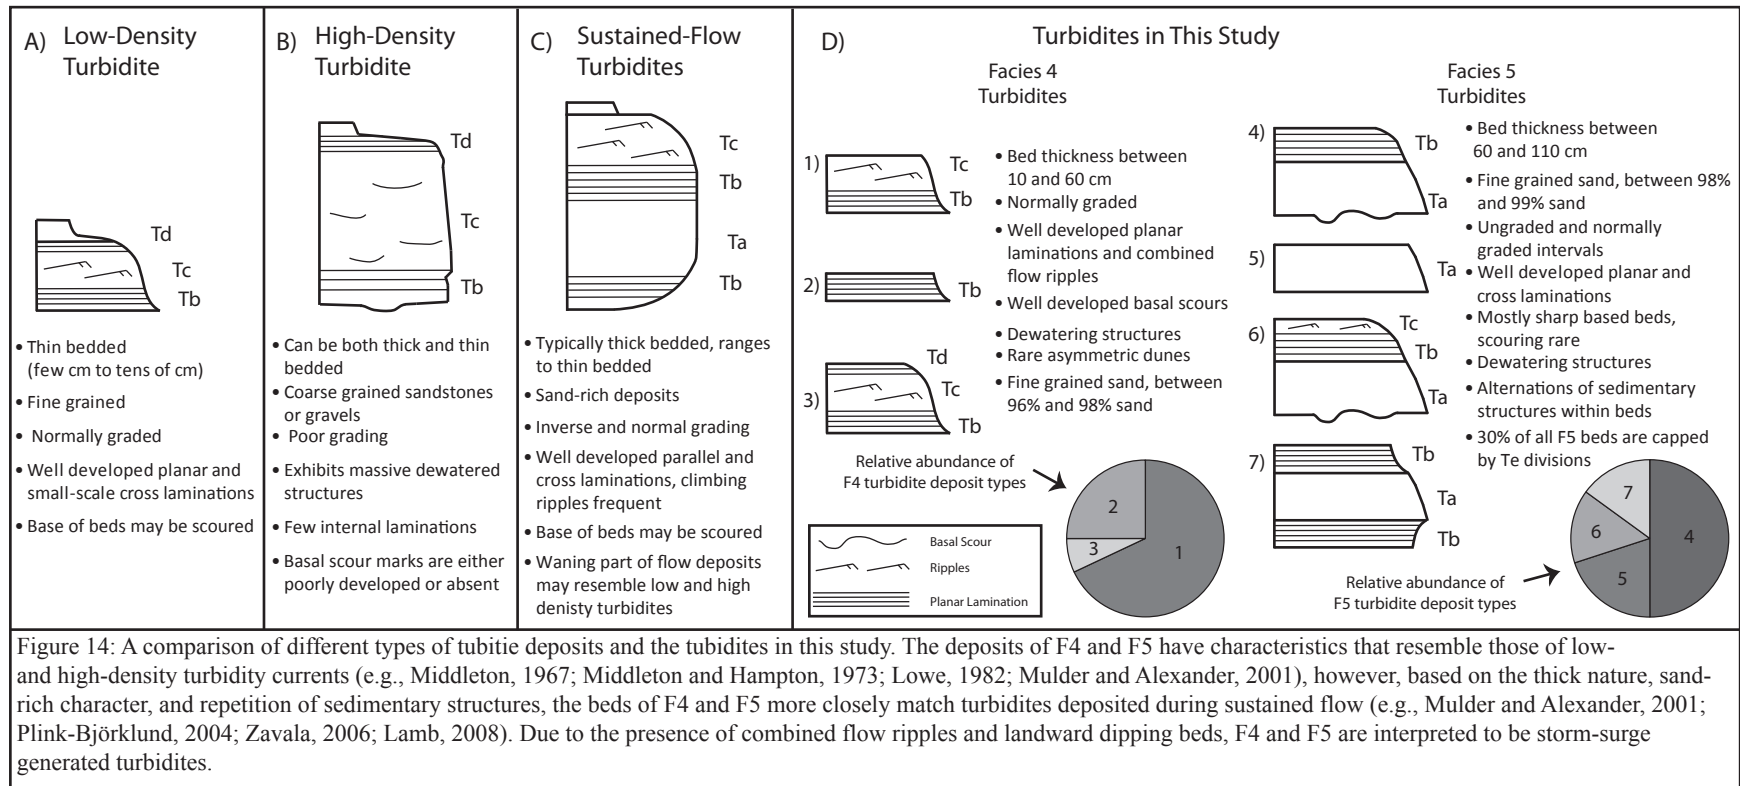 A) Low-Density
Turbidite
Td
Tc
Tb
• Thin bedded
(few cm to tens of cm)
• Fine grained
• Normally graded
• Well developed planar and
small-scale cross laminations
• Base of beds may be scoured
B) High-Density
Turbidite
Td
Tc
Tb
• Can be both thick and thin
bedded
• Coarse grained sandstones
or gravels
• Poor grading
• Exhibits massive dewatered
structures
• Few internal laminations
• Basal scour marks are either
poorly developed or absent
C) Sustained-Flow
Turbidites
Tc
Tb
Ta
Tb
• Typically thick bedded, ranges
to thin bedded
• Sand-rich deposits
• Inverse and normal grading
• Well developed parallel and
cross laminations, climbing
ripples frequent
• Base of beds may be scoured
• Waning part of flow deposits
may resemble low and high
denisty turbidites
D) Turbidites in This Study
Facies 4
Turbidites
1)
Tc
Tb
2)
Tb
3)
Td
Tc
Tb
• Bed thickness between
10 and 60 cm
• Normally graded
• Well developed planar
laminations and combined
flow ripples
• Well developed basal scours
• Dewatering structures
• Rare asymmetric dunes
• Fine grained sand, between
96% and 98% sand
Relative abundance of
F4 turbidite deposit types
2
3
1
Basal Scour
Ripples
Planar Lamination
Facies 5
Turbidites
4)
Tb
Ta
5)
Ta
6)
Tc
Tb
Ta
7)
Tb
Ta
Tb
• Bed thickness between
60 and 110 cm
• Fine grained sand, between 98%
and 99% sand
• Ungraded and normally
graded intervals
• Well developed planar and
cross laminations
• Mostly sharp based beds,
scouring rare
• Dewatering structures
• Alternations of sedimentary
structures within beds
• 30% of all F5 beds are capped
by Te divisions
Relative abundance of
F5 turbidite deposit types
7
6
5
4
Figure 14: A comparison of different types of tubitie deposits and the tubidites in this study. The deposits of F4 and F5 have characteristics that resemble those of low-
and high-density turbidity currents (e.g., Middleton, 1967; Middleton and Hampton, 1973; Lowe, 1982; Mulder and Alexander, 2001), however, based on the thick nature, sand-
rich character, and repetition of sedimentary structures, the beds of F4 and F5 more closely match turbidites deposited during sustained flow (e.g., Mulder and Alexander, 2001;
Plink-Björklund, 2004; Zavala, 2006; Lamb, 2008). Due to the presence of combined flow ripples and landward dipping beds, F4 and F5 are interpreted to be storm-surge
generated turbidites.